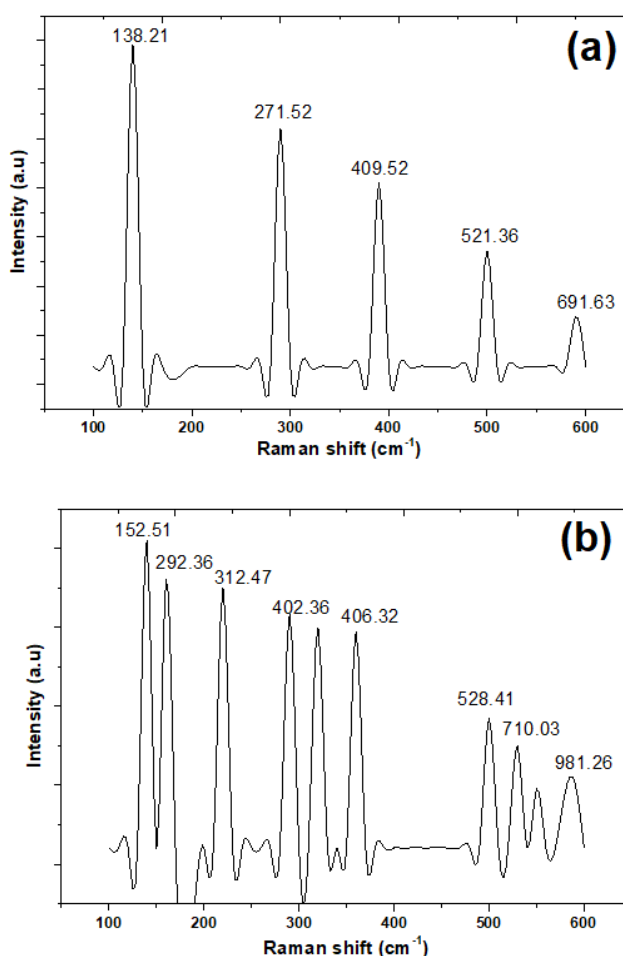 (a)
138.21
271.52
409.52
521.36
691.63
Intensity (a.u)
100 200 300 400 500 600
Raman shift (cm-1)
(b)
152.51
292.36
312.47
402.36
406.32
528.41
710.03
981.26
Intensity (a.u)
100 200 300 400 500 600
Raman shift (cm-1)